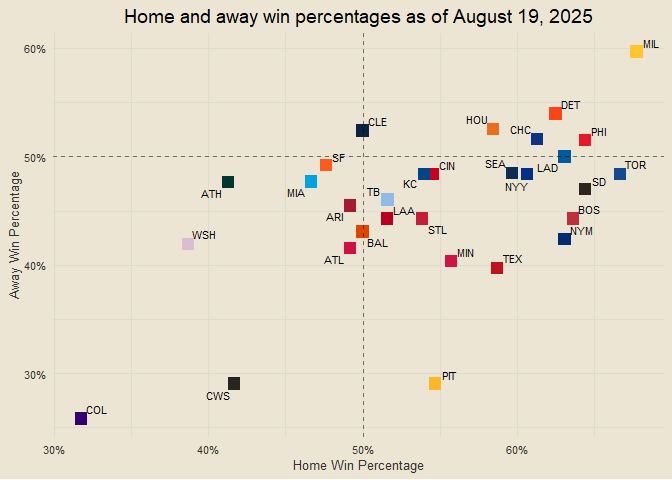 Home and away win percentages as of August 19, 2025
60%
MIL
DET
HOU
PHI
CLE
CHC
50%
SF
CIN
SEA
LAD
TOR
ATH
MIA
KC
TB
NYY
SD
ARI
LAA
BOS
WSH
STL
NYM
BAL
40%
ATL
MIN
TEX
30%
CWS
PIT
COL
30%
40%
50%
60%
Home Win Percentage
Away Win Percentage